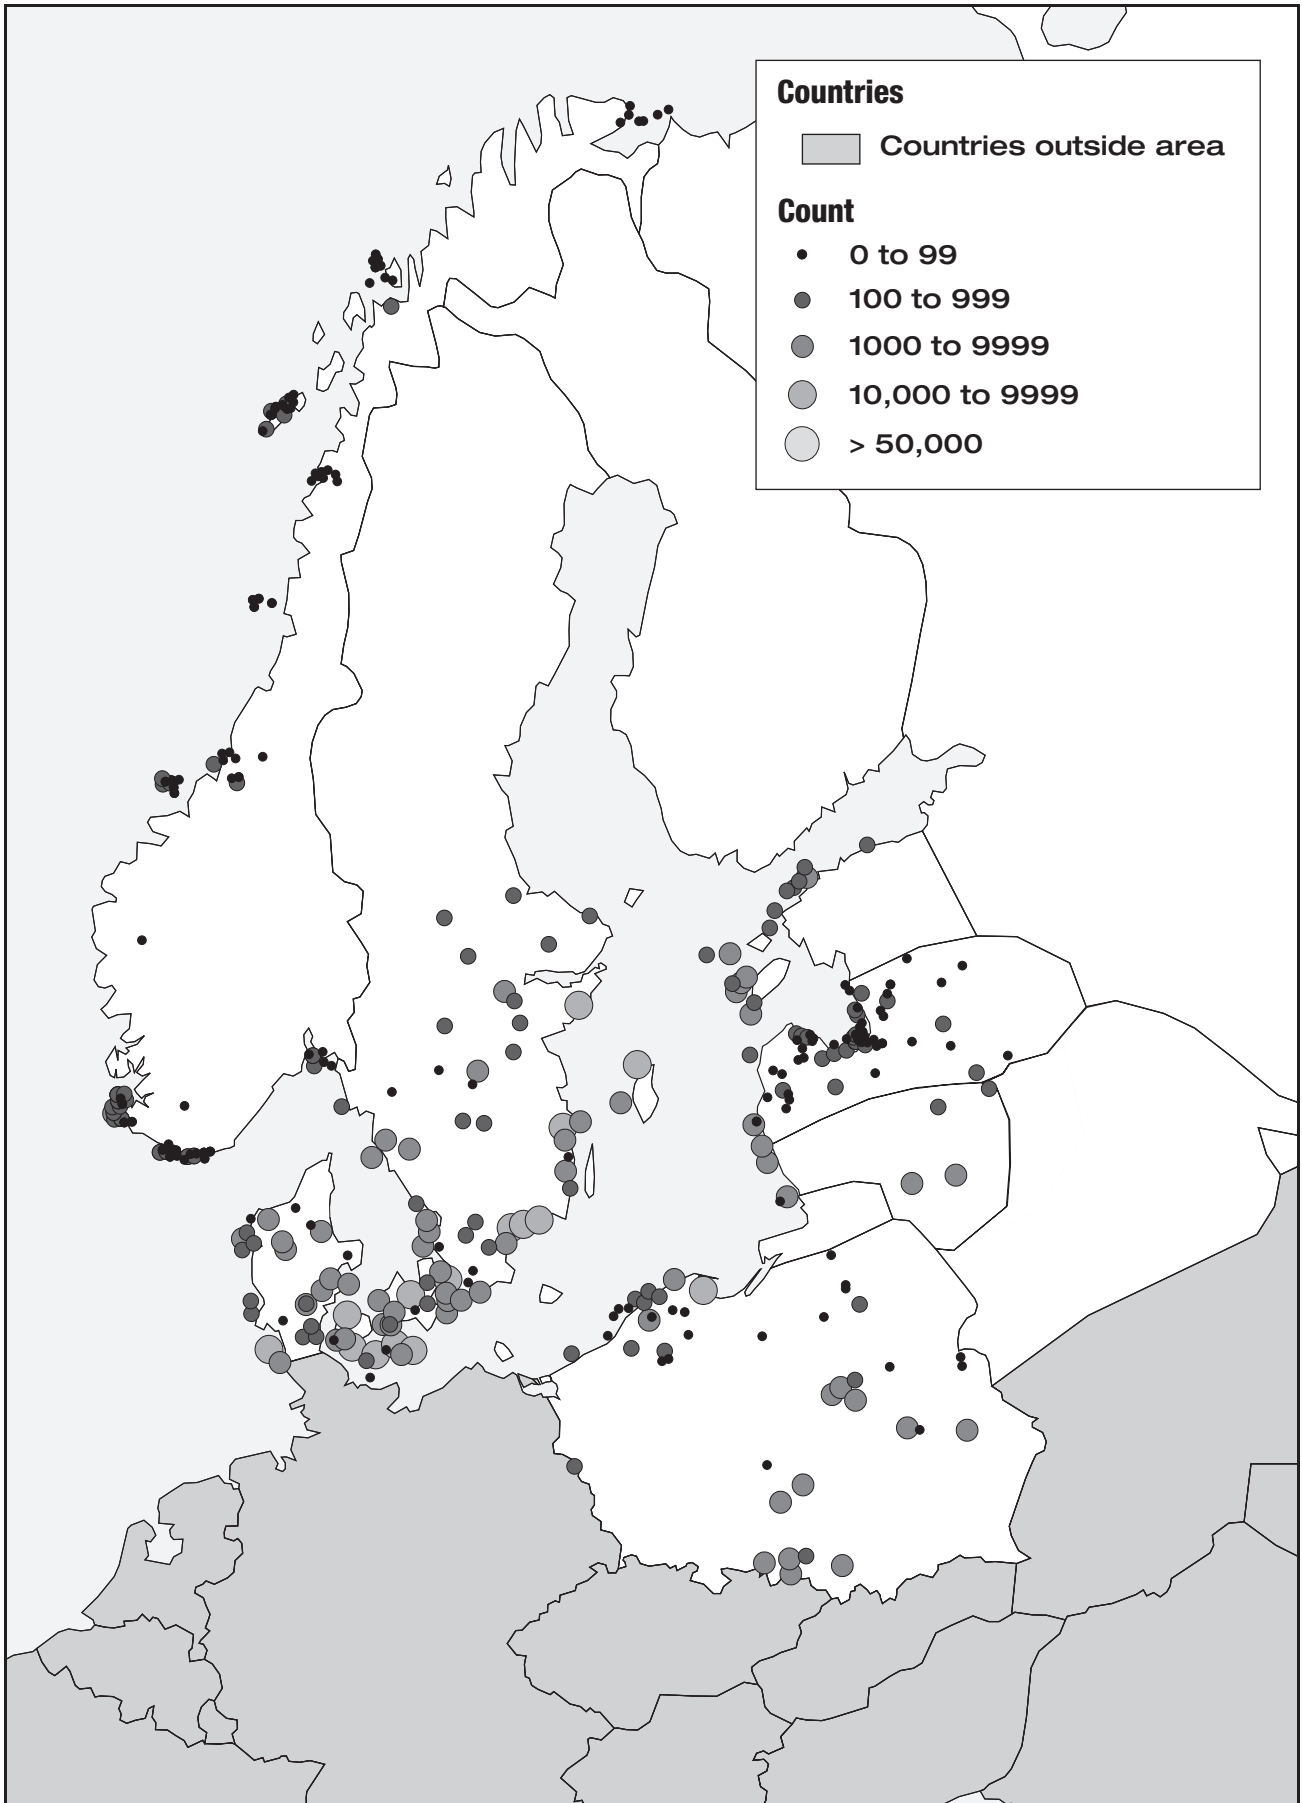 Countries
Countries outside area
Count
0 to 99
100 to 999
1000 to 9999
10,000 to 9999
> 50,000